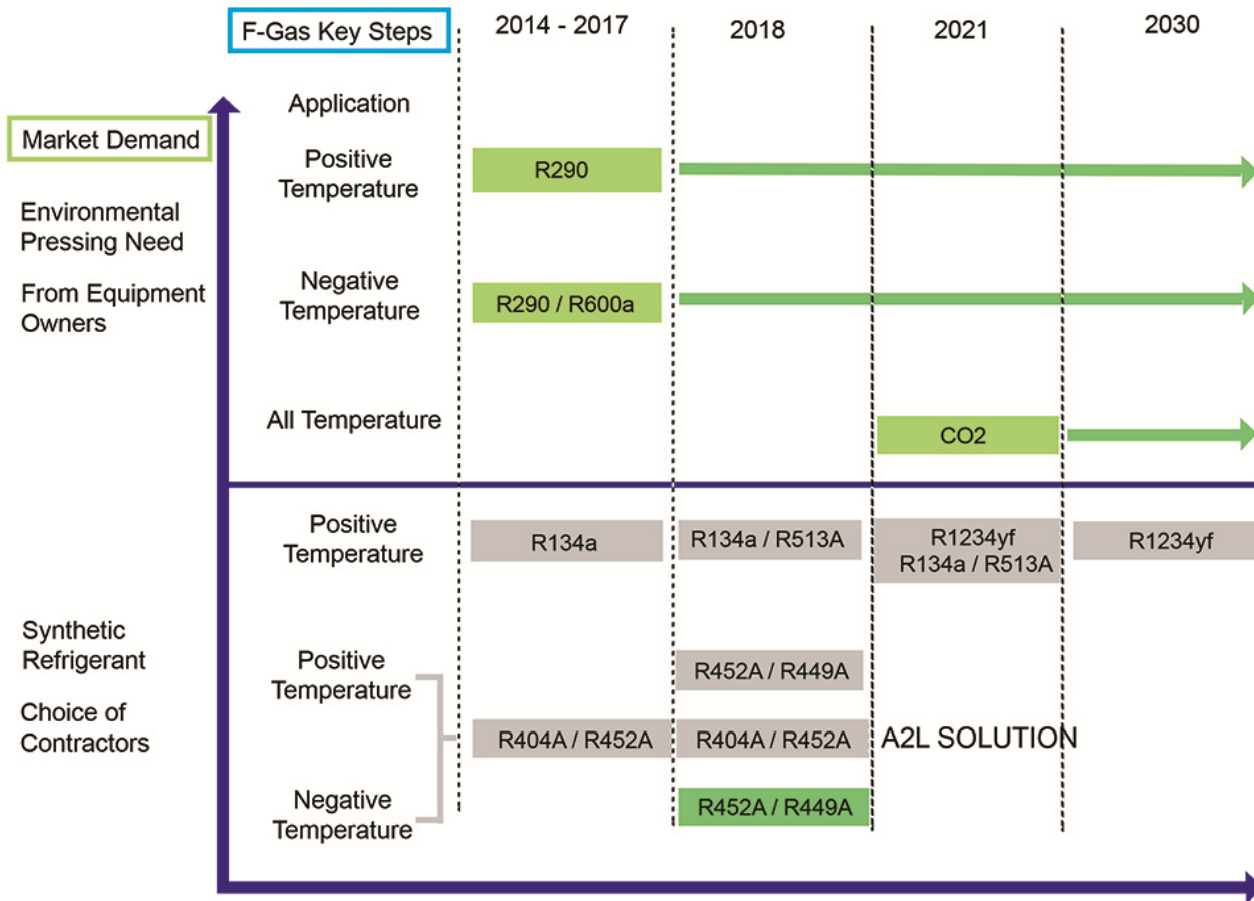 F-Gas Key Steps
2014 - 2017
2018
2021
2030
Market Demand
Environmental
Pressing Need
From Equipment
Owners
Application
Positive
Temperature
R290
Negative
Temperature
R290 / R600a
All Temperature
CO2
Synthetic
Refrigerant
Choice of
Contractors
Positive
Temperature
R134a
R134a / R513A
R1234yf
R134a / R513A
R1234yf
Positive
Temperature
R452A / R449A
R404A / R452A
R404A / R452A
A2L SOLUTION
Negative
Temperature
R452A / R449A